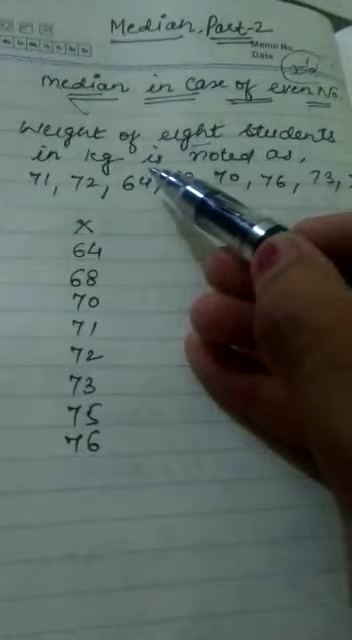 Median, Part-2
Memo No.
Date
Median in case of even No.
Weight of eight students
in kg is noted as,
71, 72, 64, 70, 76, 73,
X
64
68
70
71
72
73
75
76